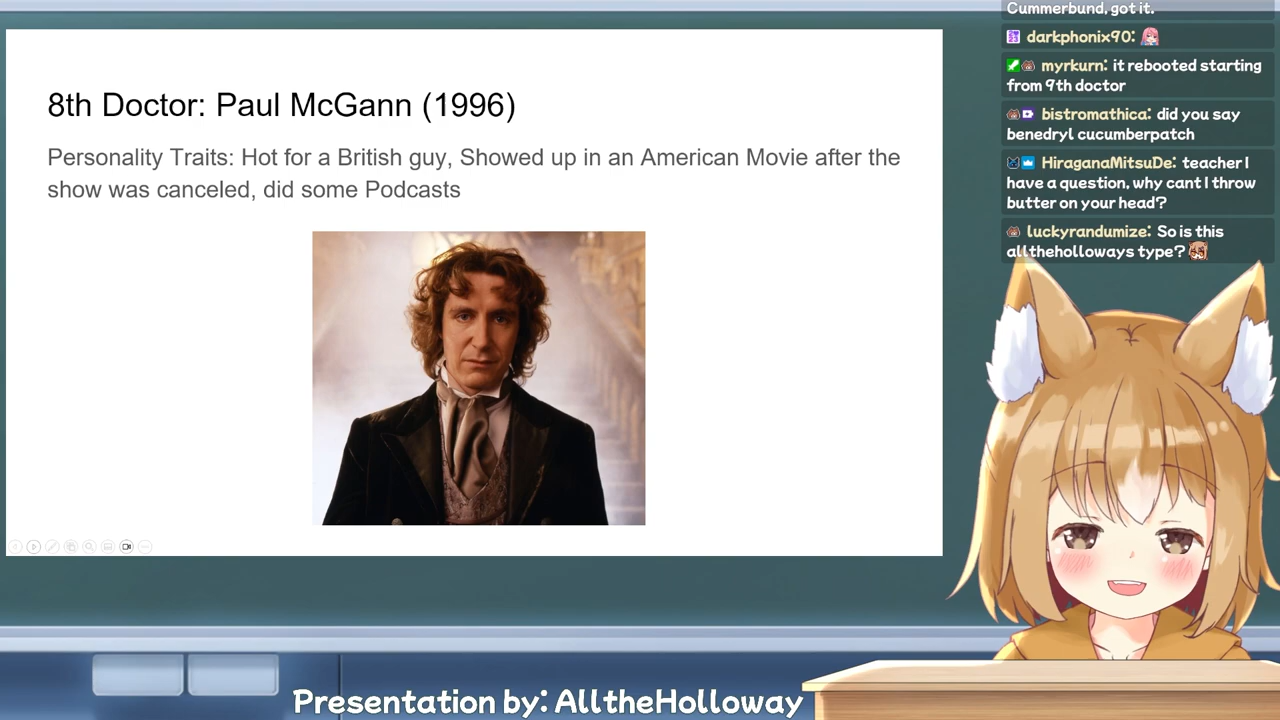 8th Doctor: Paul McGann (1996)
Personality Traits: Hot for a British guy, Showed up in an American Movie after the
show was canceled, did some Podcasts
Cummerbund, got it.
darkphonix90:
myrkurn: it rebooted starting
from 9th doctor
bistromathica: did you say
benedryl cucumberpatch
HiraganaMitsuDe: teacher I
have a question, why cant I throw
butter on your head?
luckyrandumize: So is this
alltheholloways type?
Presentation by: AlltheHolloway